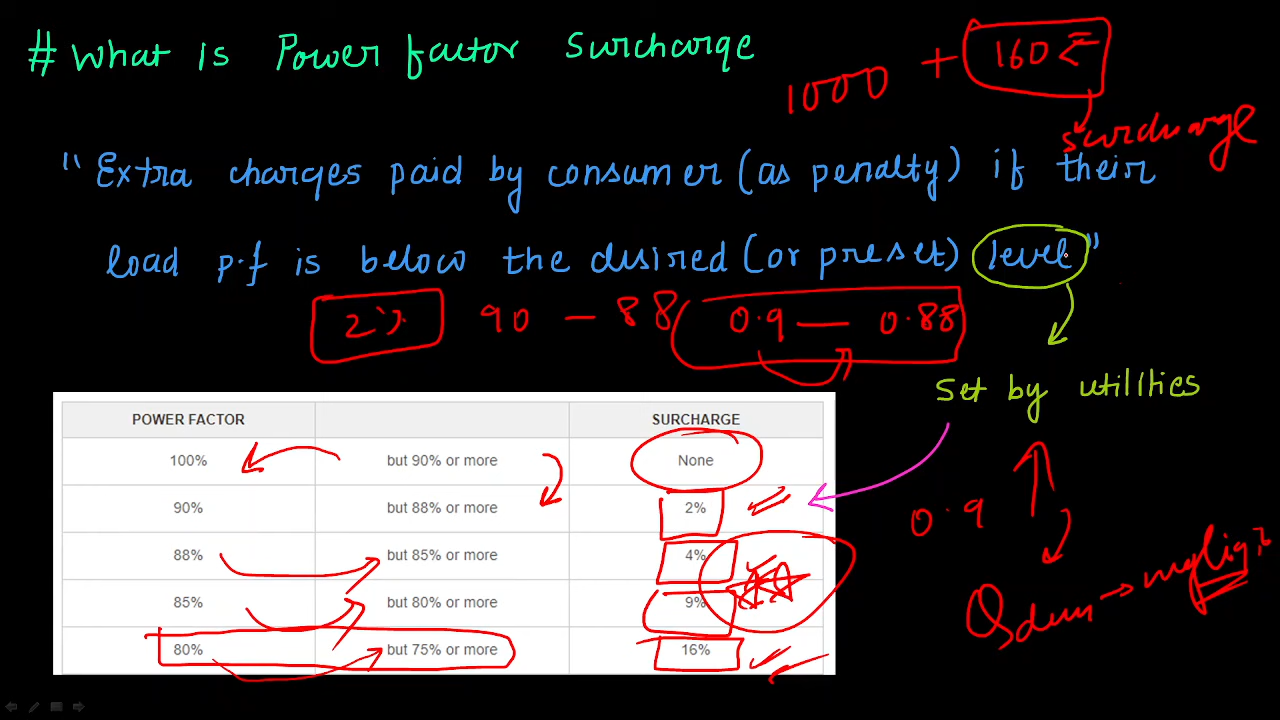 # What is Power factor Surcharge
1000 + 160 ₹
surcharge
" Extra charges paid by consumer (as penalty) if their
load p.f is below the desired (or preset) level "
2% 90 — 88 0.9 — 0.88
Set by utilities
0.9
Qdem → neglig
POWER FACTOR SURCHARGE
100% but 90% or more None
90% but 88% or more 2%
88% but 85% or more 4%
85% but 80% or more 9%
80% but 75% or more 16%